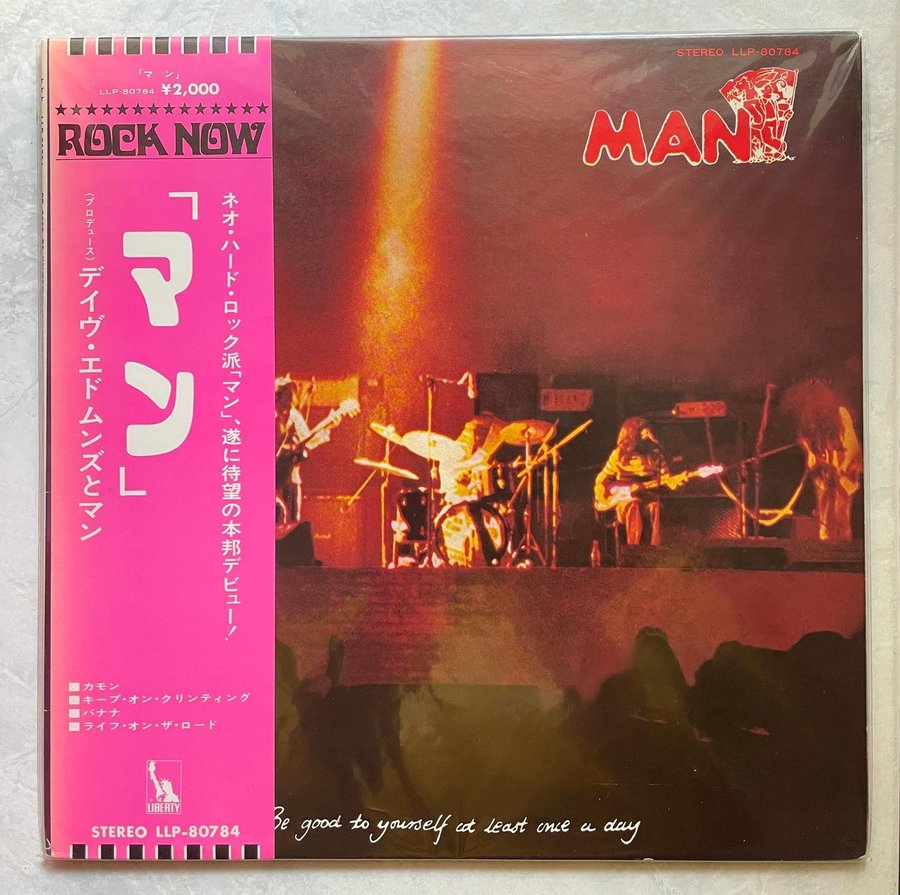 「マン」
LLP-80784 ¥2,000
ROCK NOW
ネオ・ハード・ロック派「マン」、遂に待望の本邦デビュー!
「マン」
(プロデュース) デイヴ・エドムンズとマン
カモン
キープ・オン・クリンティング
バナナ
ライフ・オン・ザ・ロード
LIBERTY
STEREO LLP-80784
STEREO LLP-80784
MAN
Be good to yourself at least once a day